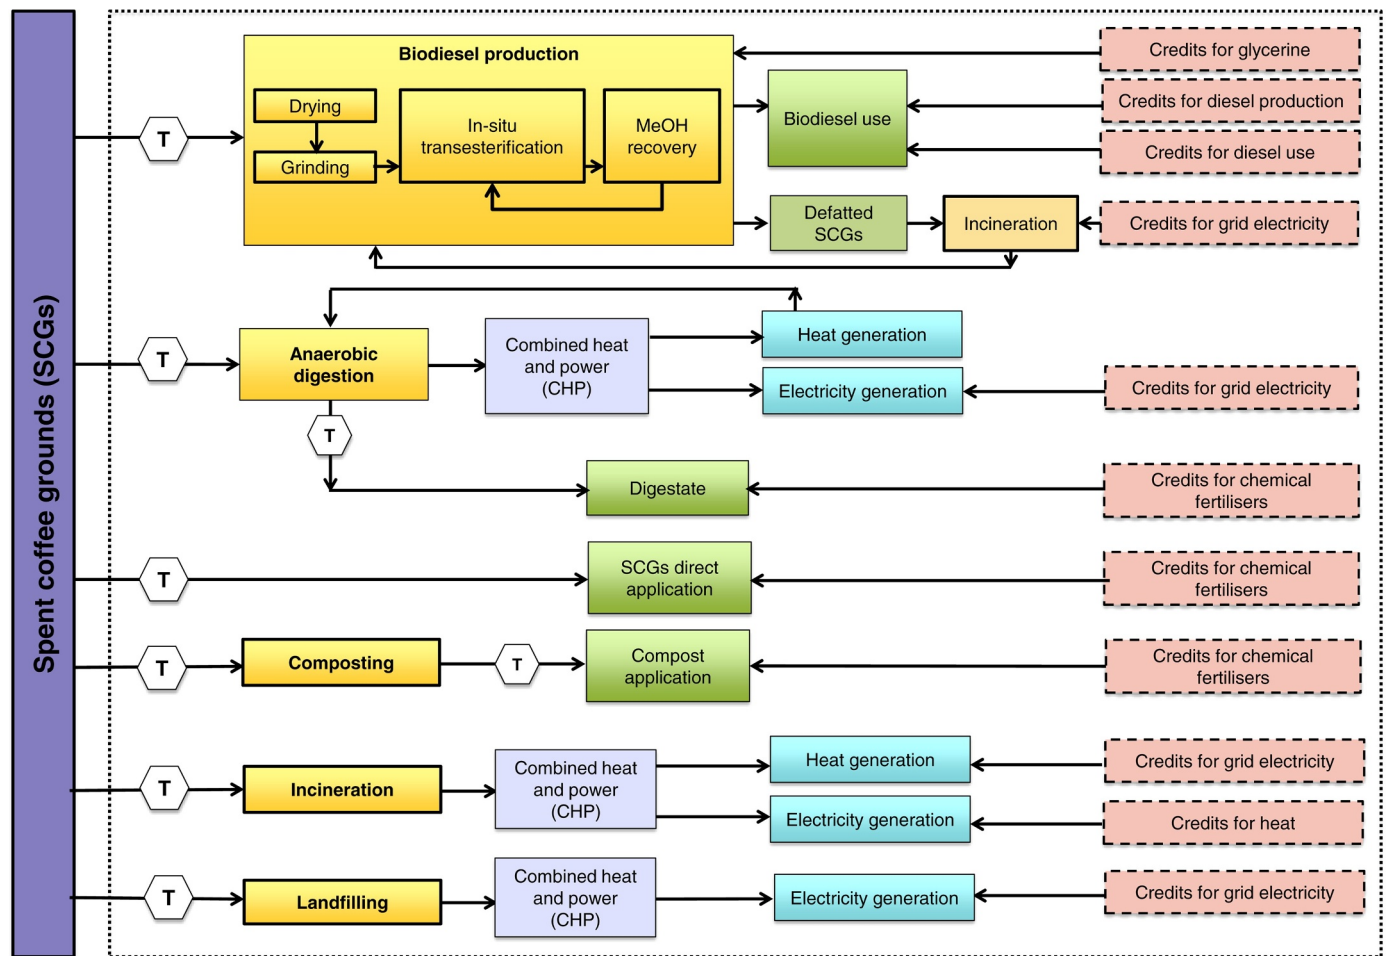 Spent coffee grounds (SCGs)
Biodiesel production
Credits for glycerine
Drying
Grinding
In-situ
transesterification
MeOH
recovery
Biodiesel use
Credits for diesel production
Credits for diesel use
T
Defatted
SCGs
Incineration
Credits for grid electricity
T
Anaerobic
digestion
Combined heat
and power
(CHP)
Heat generation
Electricity generation
Credits for grid electricity
T
Digestate
Credits for chemical
fertilisers
T
SCGs direct
application
Credits for chemical
fertilisers
T
Composting
T
Compost
application
Credits for chemical
fertilisers
T
Incineration
Combined heat
and power
(CHP)
Heat generation
Credits for grid electricity
Electricity generation
Credits for heat
T
Landfilling
Combined heat
and power
(CHP)
Electricity generation
Credits for grid electricity